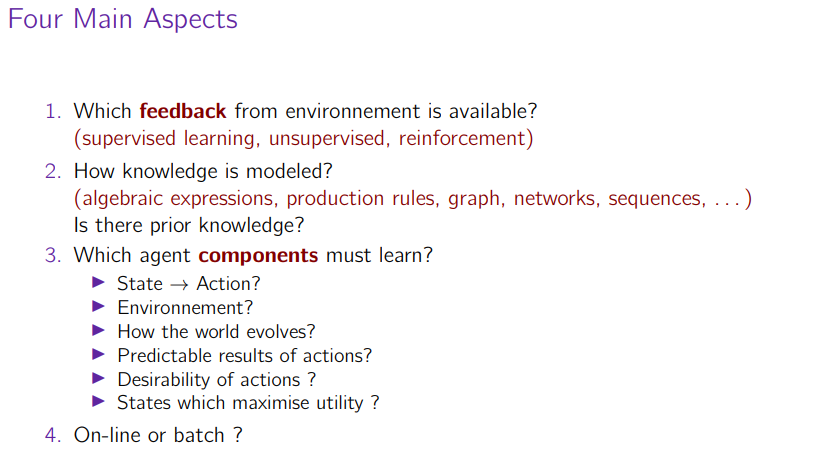 Four Main Aspects
1. Which feedback from environnement is available?
(supervised learning, unsupervised, reinforcement)
2. How knowledge is modeled?
(algebraic expressions, production rules, graph, networks, sequences, . . . )
Is there prior knowledge?
3. Which agent components must learn?
▶ State → Action?
▶ Environnement?
▶ How the world evolves?
▶ Predictable results of actions?
▶ Desirability of actions ?
▶ States which maximise utility ?
4. On-line or batch ?